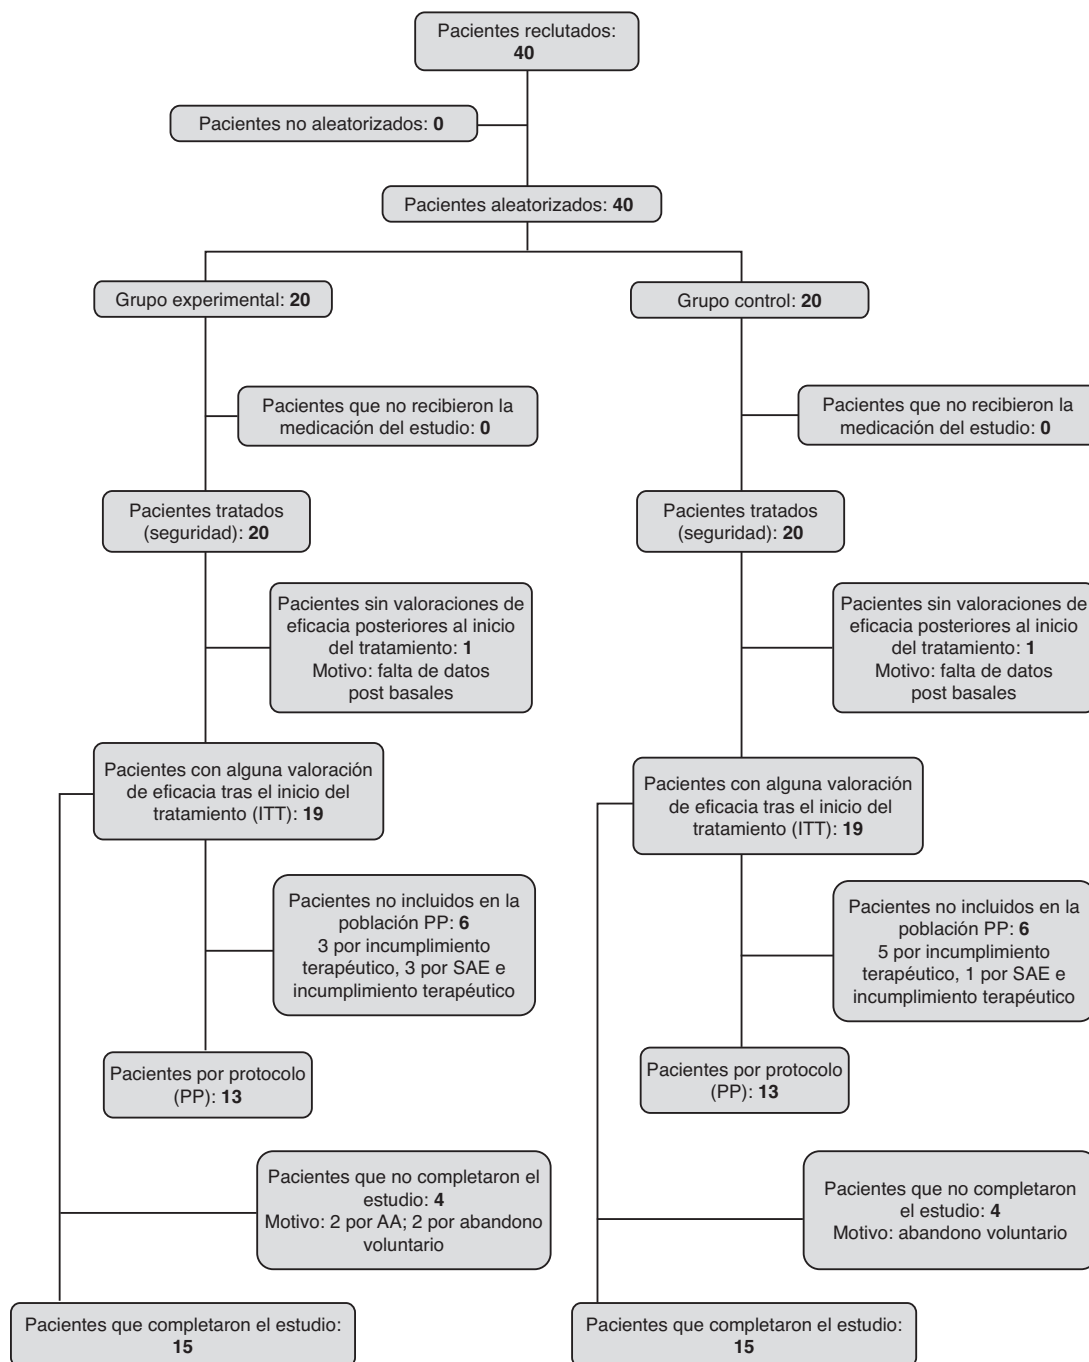 Pacientes reclutados:
40
Pacientes no aleatorizados: 0
Pacientes aleatorizados: 40
Grupo experimental: 20
Grupo control: 20
Pacientes que no recibieron la
medicación del estudio: 0
Pacientes que no recibieron la
medicación del estudio: 0
Pacientes tratados
(seguridad): 20
Pacientes tratados
(seguridad): 20
Pacientes sin valoraciones de
eficacia posteriores al inicio
del tratamiento: 1
Motivo: falta de datos
post basales
Pacientes sin valoraciones de
eficacia posteriores al inicio
del tratamiento: 1
Motivo: falta de datos
post basales
Pacientes con alguna valoración
de eficacia tras el inicio del
tratamiento (ITT): 19
Pacientes con alguna valoración
de eficacia tras el inicio del
tratamiento (ITT): 19
Pacientes no incluidos en la
población PP: 6
3 por incumplimiento
terapéutico, 3 por SAE e
incumplimiento terapéutico
Pacientes no incluidos en la
población PP: 6
5 por incumplimiento
terapéutico, 1 por SAE e
incumplimiento terapéutico
Pacientes por protocolo
(PP): 13
Pacientes por protocolo
(PP): 13
Pacientes que no completaron el
estudio: 4
Motivo: 2 por AA; 2 por abandono
voluntario
Pacientes que no completaron
el estudio: 4
Motivo: abandono voluntario
Pacientes que completaron el estudio:
15
Pacientes que completaron el estudio:
15